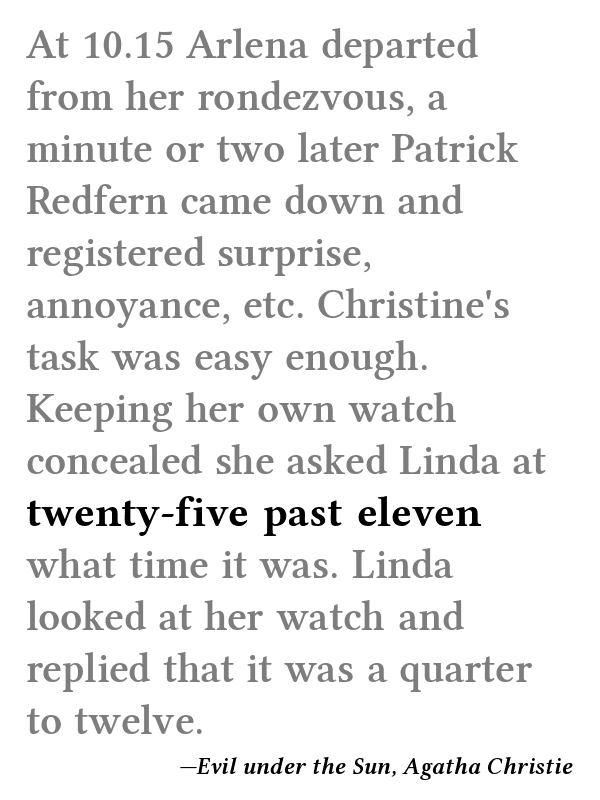 At 10.15 Arlena departed
from her rondezvous, a
minute or two later Patrick
Redfern came down and
registered surprise,
annoyance, etc. Christine's
task was easy enough.
Keeping her own watch
concealed she asked Linda at
twenty-five past eleven
what time it was. Linda
looked at her watch and
replied that it was a quarter
to twelve.
—Evil under the Sun, Agatha Christie